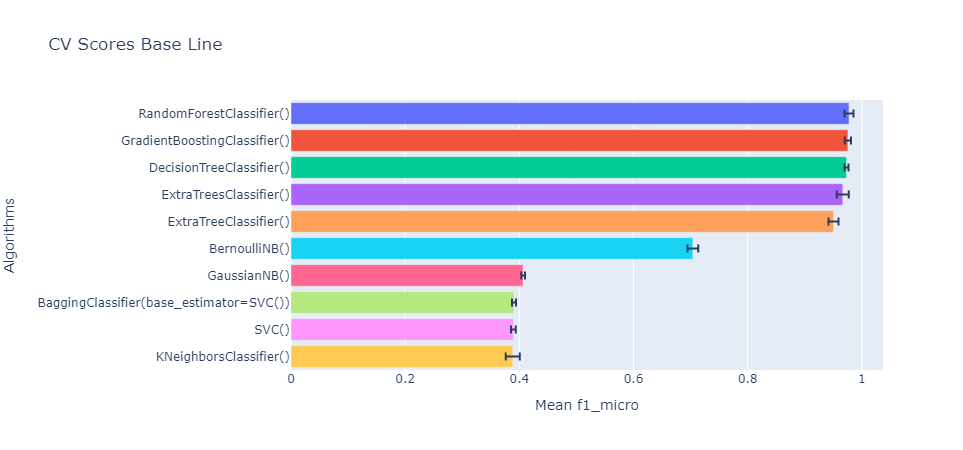 CV Scores Base Line
Algorithms
RandomForestClassifier()
GradientBoostingClassifier()
DecisionTreeClassifier()
ExtraTreesClassifier()
ExtraTreeClassifier()
BernoulliNB()
GaussianNB()
BaggingClassifier(base_estimator=SVC())
SVC()
KNeighborsClassifier()
0 0.2 0.4 0.6 0.8 1
Mean f1_micro